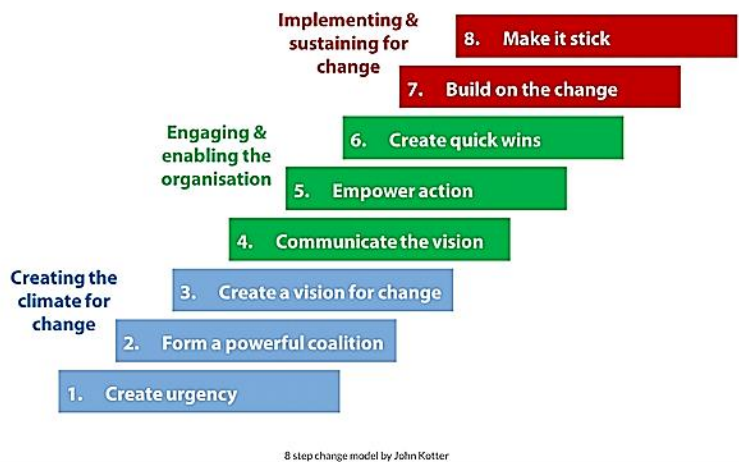 Implementing &
sustaining for
change
8. Make it stick
7. Build on the change
Engaging &
enabling the
organisation
6. Create quick wins
5. Empower action
4. Communicate the vision
Creating the
climate for
change
3. Create a vision for change
2. Form a powerful coalition
1. Create urgency
8 step change model by John Kotter